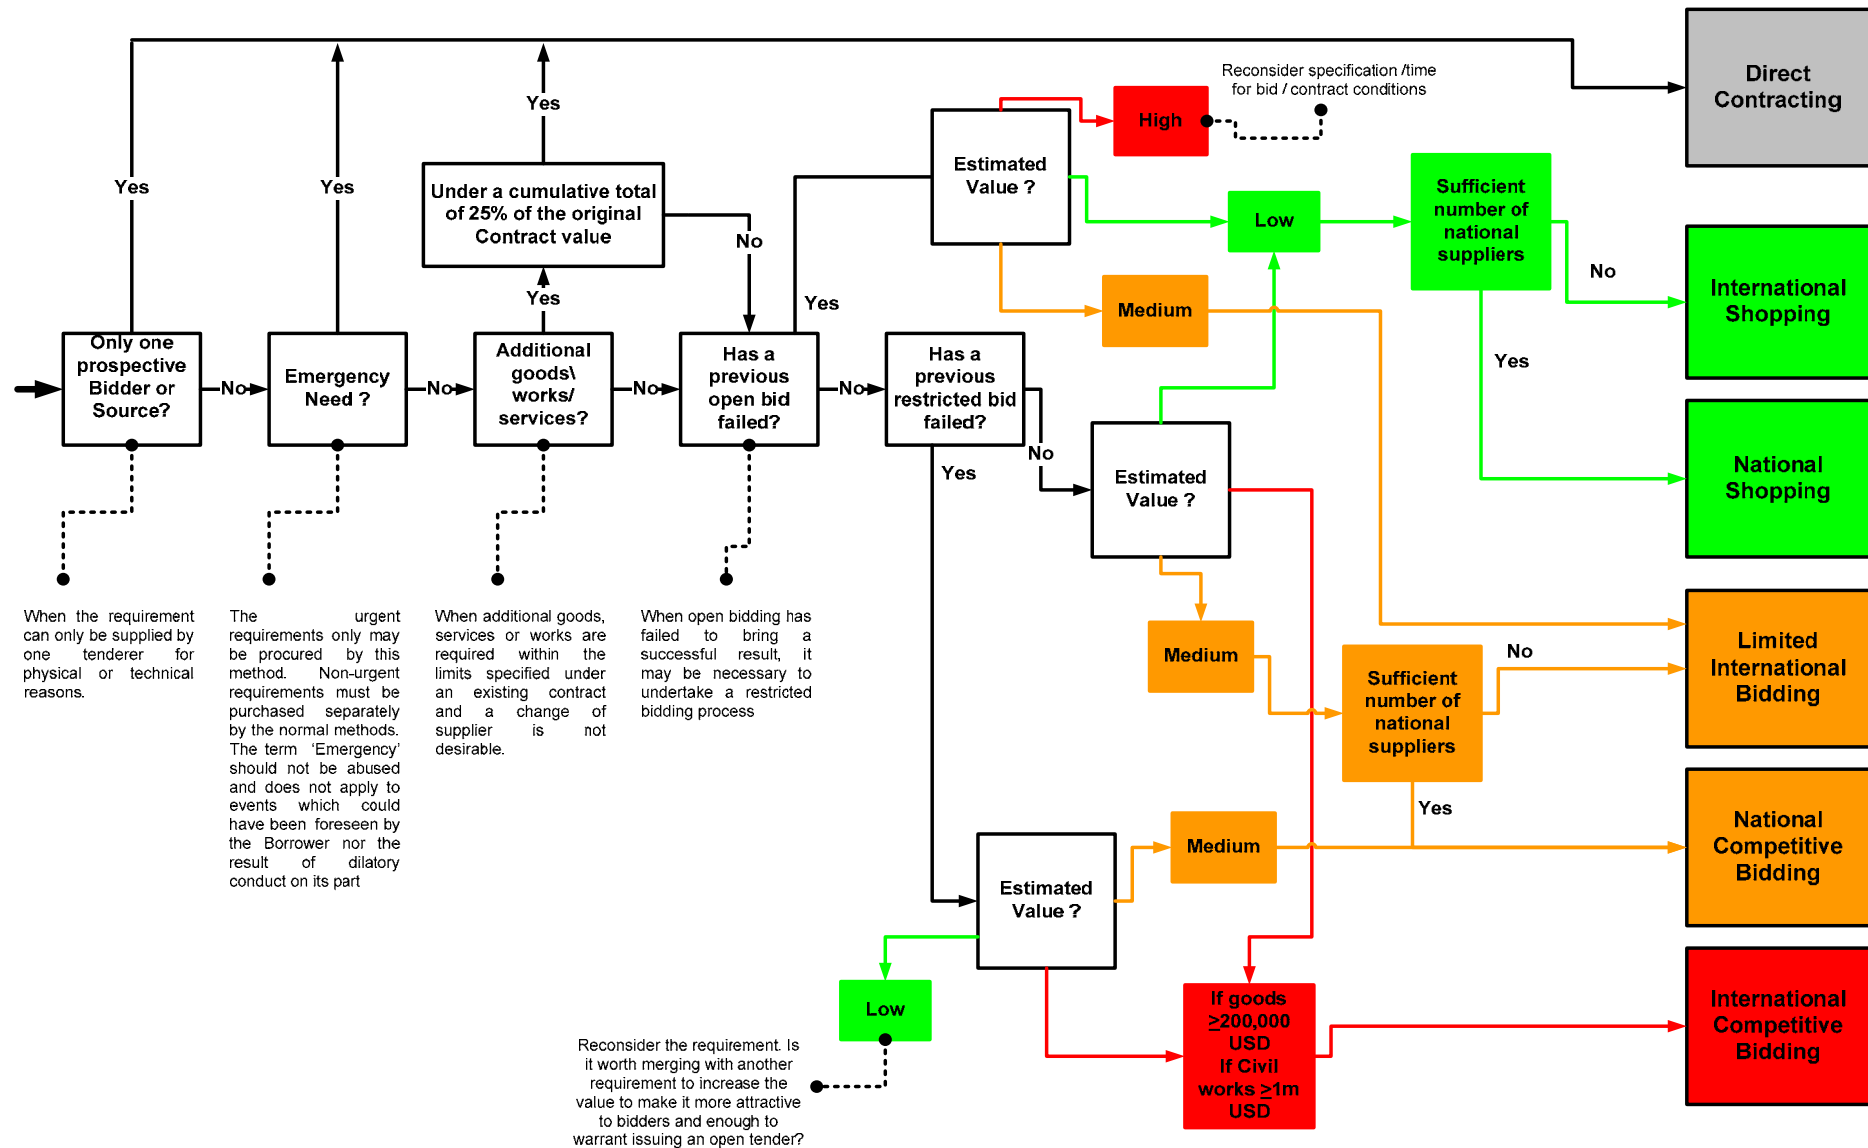 Reconsider specification /time
for bid / contract conditions
Direct
Contracting
High
Yes
Estimated
Value ?
Yes
Yes
Under a cumulative total
of 25% of the original
Contract value
Sufficient
number of
national
suppliers
Low
No
No
Yes
Yes
Medium
International
Shopping
Only one
prospective
Bidder or
Source?
No
Emergency
Need ?
No
Additional
goods\
works/
services?
No
Has a
previous
open bid
failed?
No
Has a
previous
restricted bid
failed?
Yes
No
Yes
Estimated
Value ?
National
Shopping
When the requirement
can only be supplied by
one tenderer for
physical or technical
reasons.
The urgent
requirements only may
be procured by this
method. Non-urgent
requirements must be
purchased separately
by the normal methods.
The term ‘Emergency’
should not be abused
and does not apply to
events which could
have been foreseen by
the Borrower nor the
result of dilatory
conduct on its part
When additional goods,
services or works are
required within the
limits specified under
an existing contract
and a change of
supplier is not
desirable.
When open bidding has
failed to bring a
successful result, it
may be necessary to
undertake a restricted
bidding process
Medium
Sufficient
number of
national
suppliers
No
Limited
International
Bidding
Yes
Medium
National
Competitive
Bidding
Estimated
Value ?
Low
If goods
≥200,000
USD
If Civil
works ≥1m
USD
International
Competitive
Bidding
Reconsider the requirement. Is
it worth merging with another
requirement to increase the
value to make it more attractive
to bidders and enough to
warrant issuing an open tender?